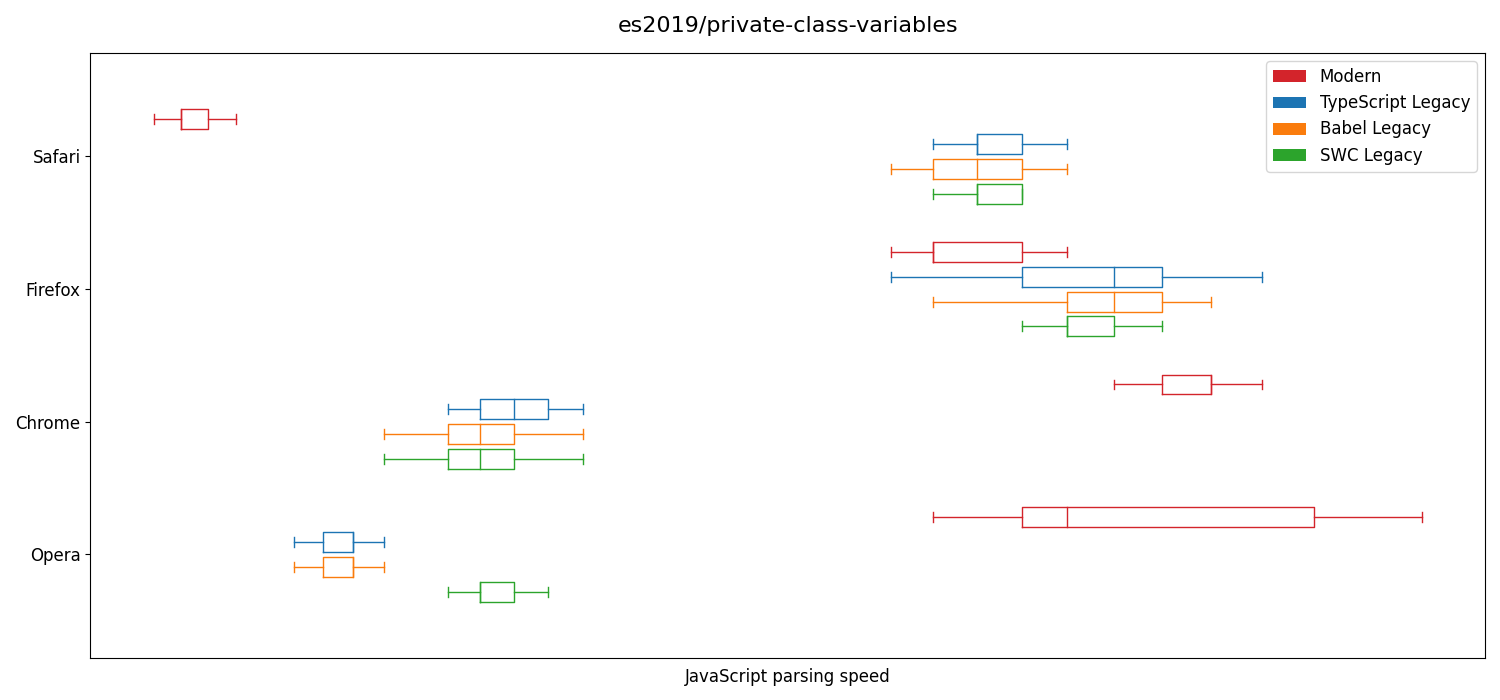 es2019/private-class-variables
Modern
TypeScript Legacy
Babel Legacy
SWC Legacy
Safari
Firefox
Chrome
Opera
JavaScript parsing speed